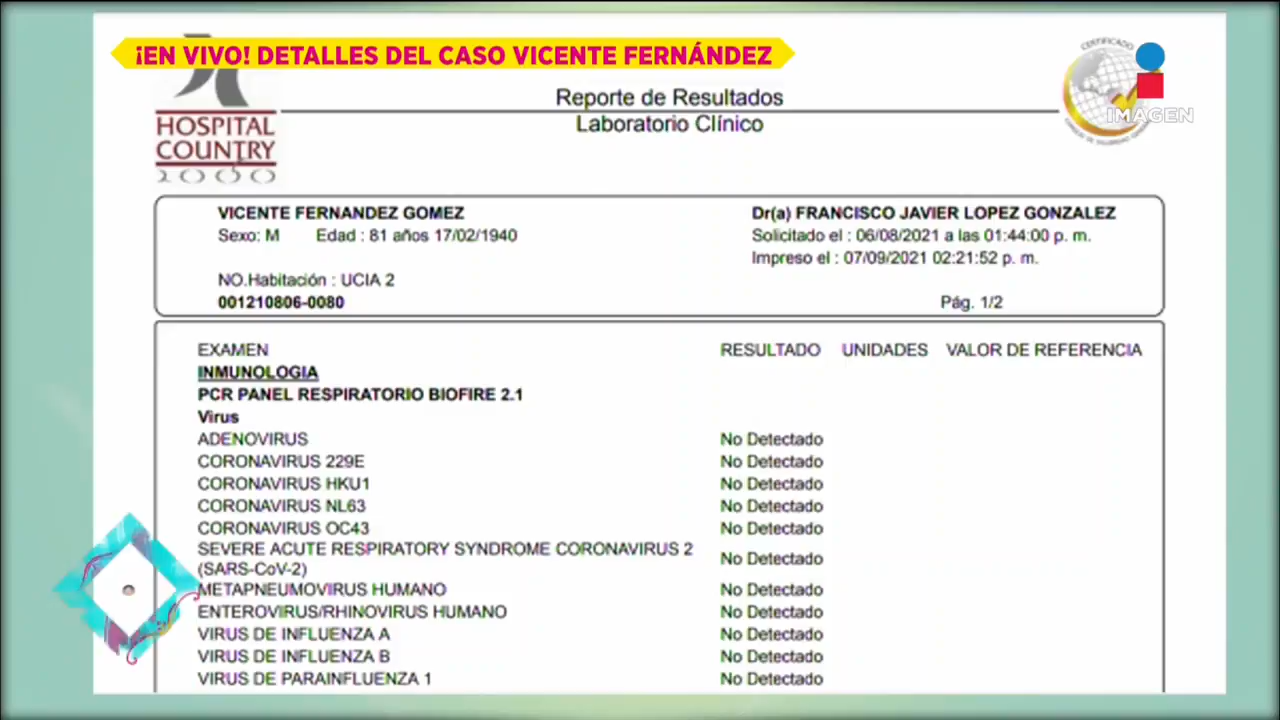 ¡EN VIVO! DETALLES DEL CASO VICENTE FERNÁNDEZ
CERTIFICADO
IMAGEN
HOSPITAL
COUNTRY
2000
Reporte de Resultados
Laboratorio Clínico
VICENTE FERNANDEZ GOMEZ
Sexo: M Edad : 81 años 17/02/1940
NO.Habitación : UCIA 2
001210806-0080
Dr(a) FRANCISCO JAVIER LOPEZ GONZALEZ
Solicitado el : 06/08/2021 a las 01:44:00 p. m.
Impreso el : 07/09/2021 02:21:52 p. m.
Pág. 1/2
EXAMEN RESULTADO UNIDADES VALOR DE REFERENCIA
INMUNOLOGIA
PCR PANEL RESPIRATORIO BIOFIRE 2.1
Virus
ADENOVIRUS No Detectado
CORONAVIRUS 229E No Detectado
CORONAVIRUS HKU1 No Detectado
CORONAVIRUS NL63 No Detectado
CORONAVIRUS OC43 No Detectado
SEVERE ACUTE RESPIRATORY SYNDROME CORONAVIRUS 2
(SARS-CoV-2) No Detectado
METAPNEUMOVIRUS HUMANO No Detectado
ENTEROVIRUS/RHINOVIRUS HUMANO No Detectado
VIRUS DE INFLUENZA A No Detectado
VIRUS DE INFLUENZA B No Detectado
VIRUS DE PARAINFLUENZA 1 No Detectado